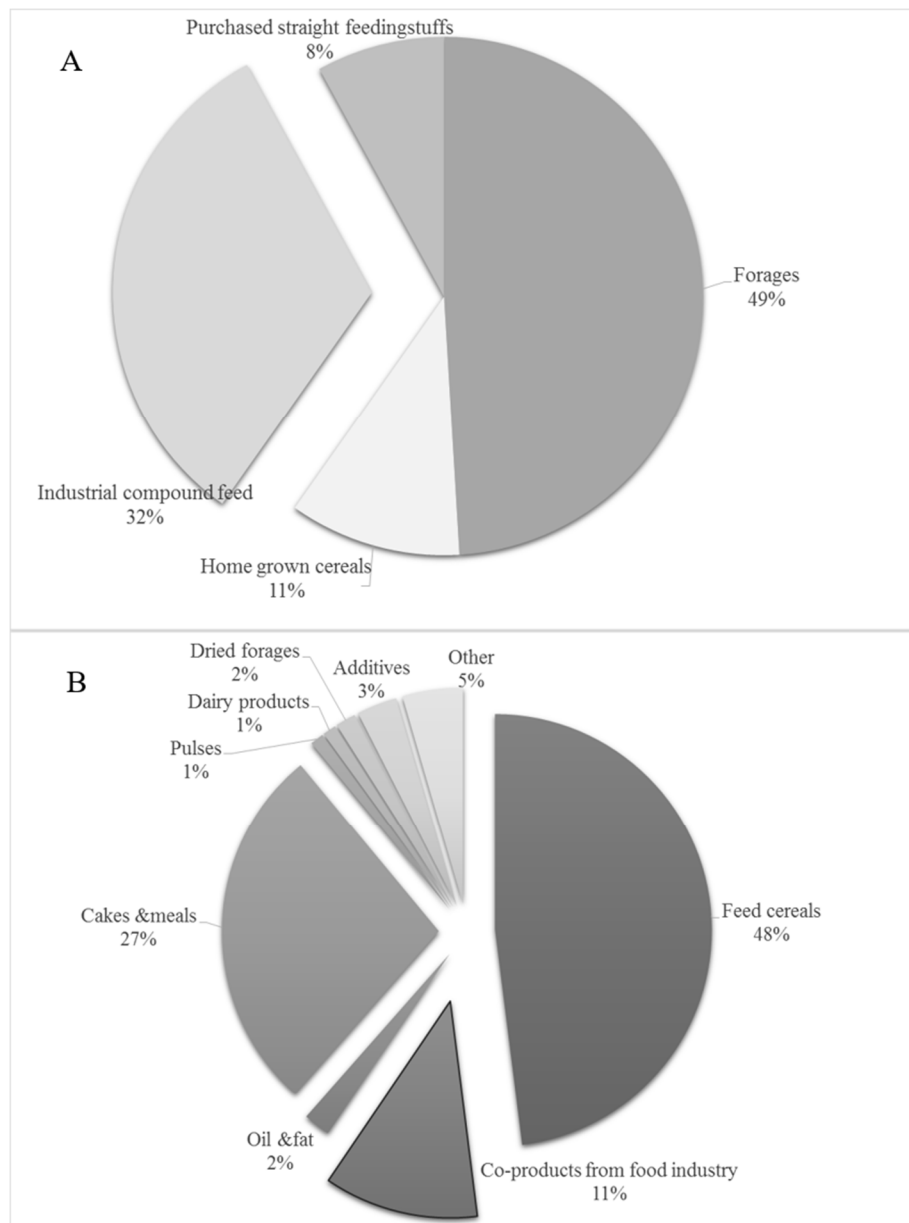 A
Purchased straight feedingstuffs
8%
Forages
49%
Industrial compound feed
32%
Home grown cereals
11%
B
Dried forages
2%
Additives
3%
Other
5%
Dairy products
1%
Pulses
1%
Cakes &meals
27%
Feed cereals
48%
Oil &fat
2%
Co-products from food industry
11%